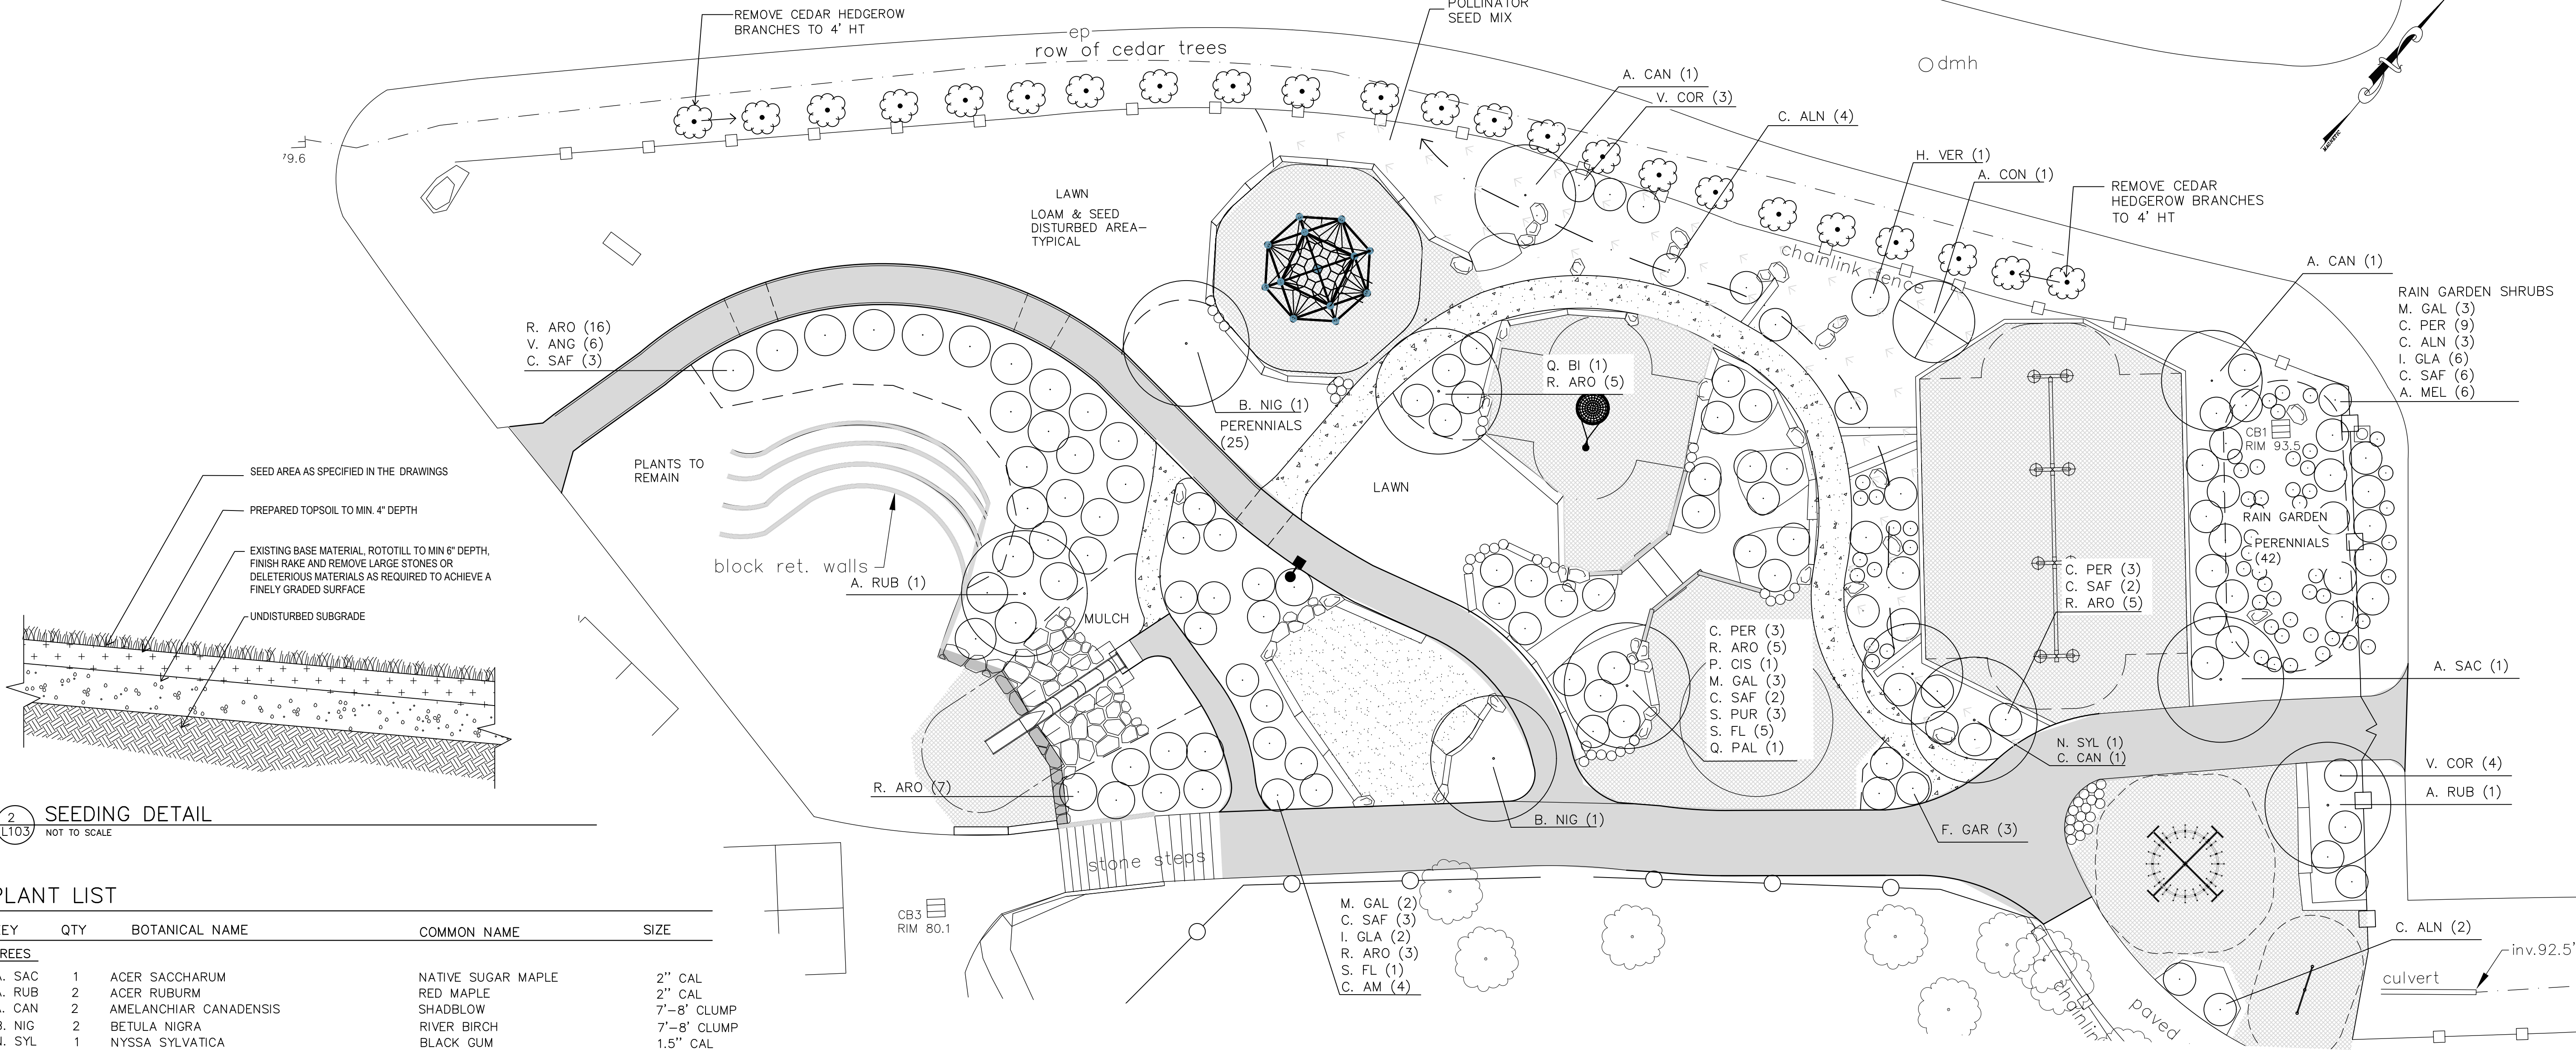 REMOVE CEDAR HEDGEROW
BRANCHES TO 4' HT
ep
row of cedar trees
POLLINATOR
SEED MIX
dmh
MAGNETIC
A. CAN (1)
V. COR (3)
C. ALN (4)
H. VER (1)
A. CON (1)
REMOVE CEDAR
HEDGEROW BRANCHES
TO 4' HT
79.6
LAWN
LOAM & SEED
DISTURBED AREA–
TYPICAL
chainlink fence
A. CAN (1)
RAIN GARDEN SHRUBS
M. GAL (3)
C. PER (9)
C. ALN (3)
I. GLA (6)
C. SAF (6)
A. MEL (6)
R. ARO (16)
V. ANG (6)
C. SAF (3)
Q. BI (1)
R. ARO (5)
B. NIG (1)
PERENNIALS
(25)
CB1
RIM 93.5
PLANTS TO
REMAIN
LAWN
SEED AREA AS SPECIFIED IN THE DRAWINGS
PREPARED TOPSOIL TO MIN. 4" DEPTH
EXISTING BASE MATERIAL, ROTOTILL TO MIN 6" DEPTH,
FINISH RAKE AND REMOVE LARGE STONES OR
DELETERIOUS MATERIALS AS REQUIRED TO ACHIEVE A
FINELY GRADED SURFACE
UNDISTURBED SUBGRADE
RAIN GARDEN
PERENNIALS
(42)
block ret. walls
A. RUB (1)
C. PER (3)
C. SAF (2)
R. ARO (5)
MULCH
C. PER (3)
R. ARO (5)
P. CIS (1)
M. GAL (3)
C. SAF (2)
S. PUR (3)
S. FL (5)
Q. PAL (1)
A. SAC (1)
N. SYL (1)
C. CAN (1)
V. COR (4)
A. RUB (1)
R. ARO (7)
B. NIG (1)
F. GAR (3)
2
L103
SEEDING DETAIL
NOT TO SCALE
stone steps
PLANT LIST
CB3
RIM 80.1
M. GAL (2)
C. SAF (3)
I. GLA (2)
R. ARO (3)
S. FL (1)
C. AM (4)
C. ALN (2)
inv.92.5'
culvert
chainlin
paved
EY QTY BOTANICAL NAME COMMON NAME SIZE
REES
A. SAC 1 ACER SACCHARUM NATIVE SUGAR MAPLE 2" CAL
A. RUB 2 ACER RUBURM RED MAPLE 2" CAL
A. CAN 2 AMELANCHIAR CANADENSIS SHADBLOW 7'–8' CLUMP
B. NIG 2 BETULA NIGRA RIVER BIRCH 7'–8' CLUMP
N. SYL 1 NYSSA SYLVATICA BLACK GUM 1.5" CAL